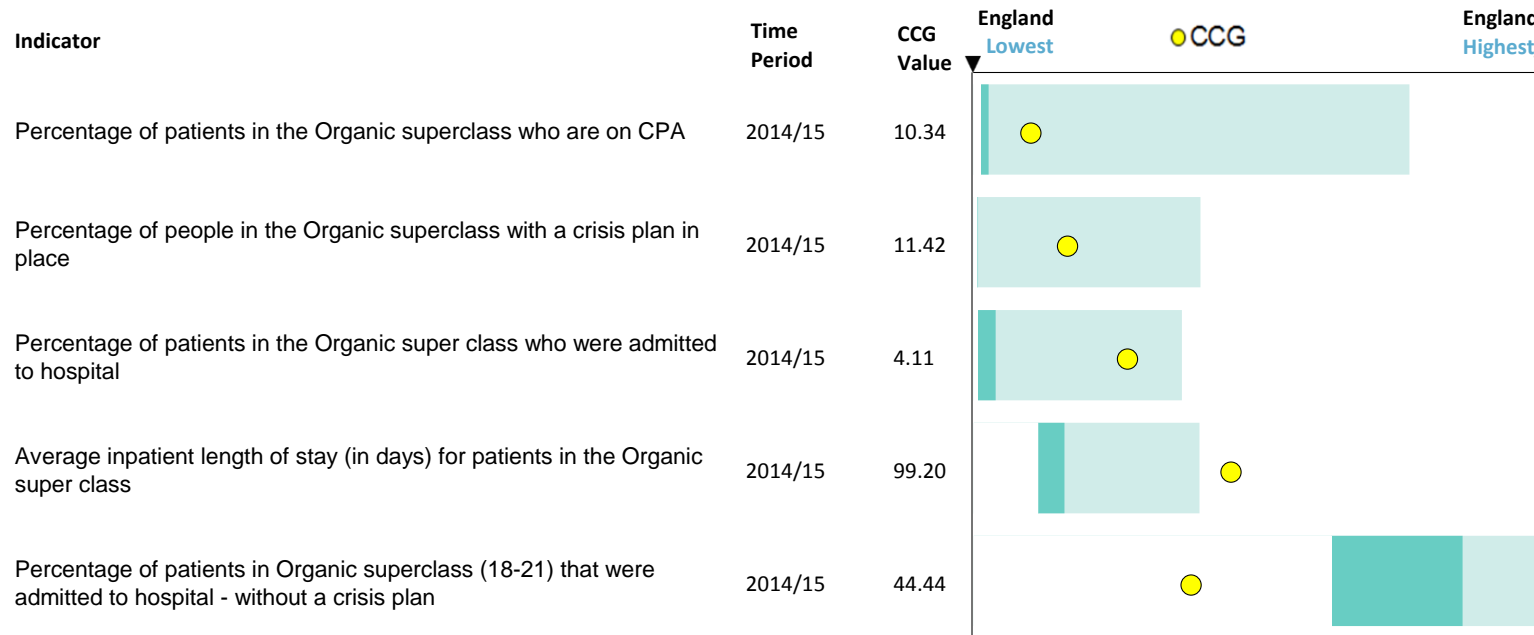 Indicator
Time
Period
CCG
Value
England
Lowest
CCG
England
Highest
Percentage of patients in the Organic superclass who are on CPA 2014/15 10.34
Percentage of people in the Organic superclass with a crisis plan in
place
2014/15 11.42
Percentage of patients in the Organic super class who were admitted
to hospital
2014/15 4.11
Average inpatient length of stay (in days) for patients in the Organic
super class
2014/15 99.20
Percentage of patients in Organic superclass (18-21) that were
admitted to hospital - without a crisis plan
2014/15 44.44